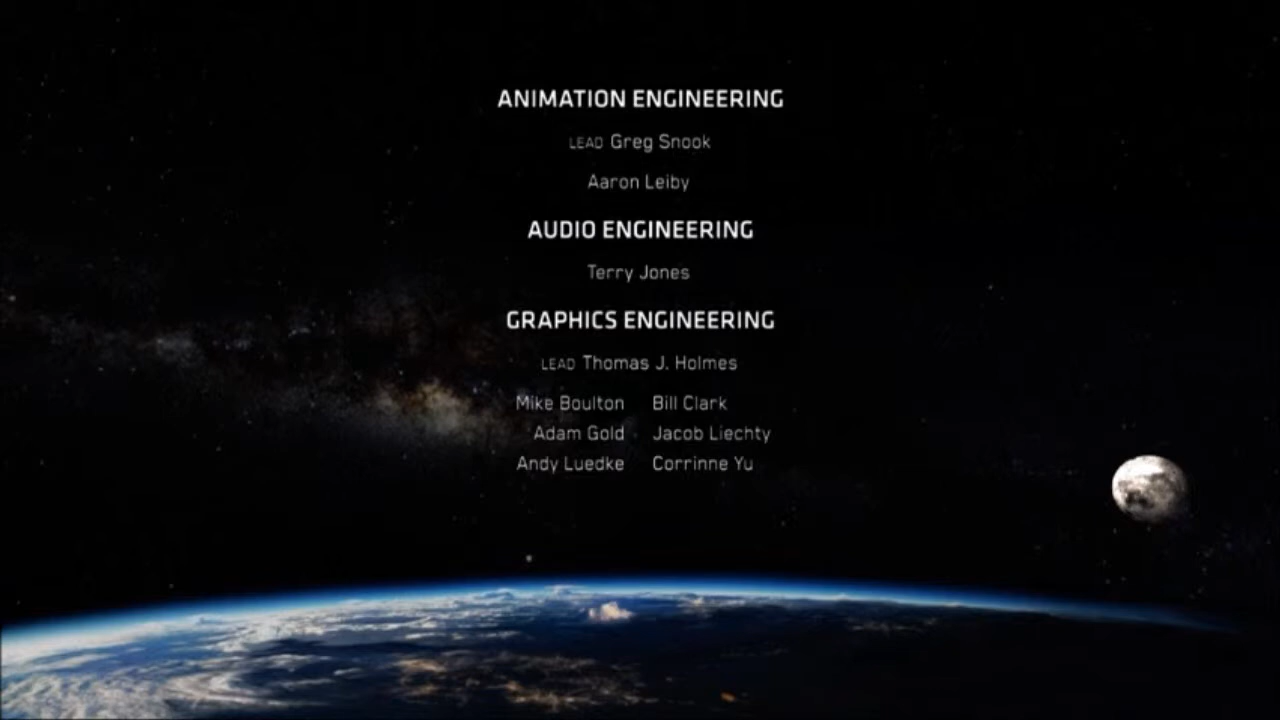 ANIMATION ENGINEERING
LEAD Greg Snook
Aaron Leiby
AUDIO ENGINEERING
Terry Jones
GRAPHICS ENGINEERING
LEAD Thomas J. Holmes
Mike Boulton Bill Clark
Adam Gold Jacob Liechty
Andy Luedke Corrinne Yu